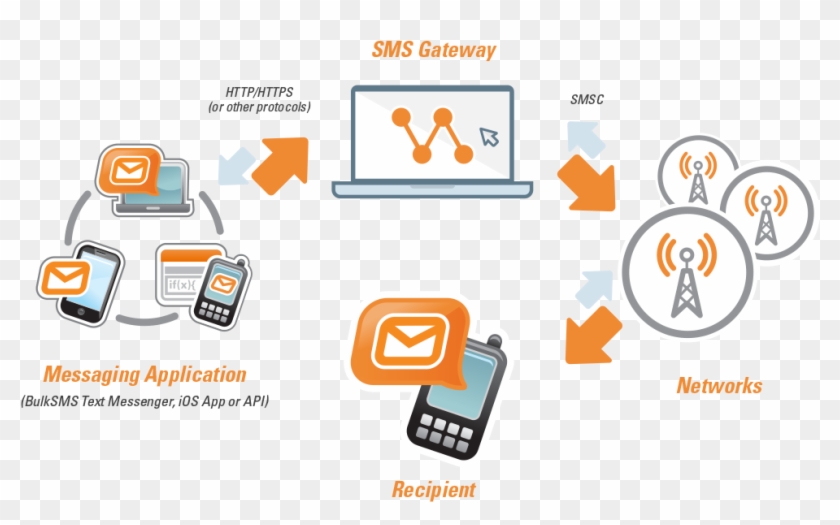 SMS Gateway
HTTP/HTTPS
(or other protocols)
SMSC
if(x){
Messaging Application
(BulkSMS Text Messenger, iOS App or API)
Networks
Recipient